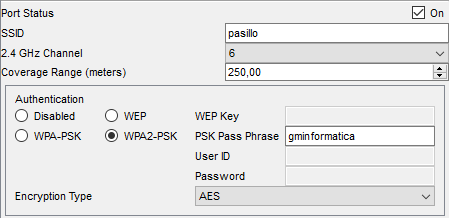 Port Status On
SSID pasillo
2.4 GHz Channel 6
Coverage Range (meters) 250,00
Authentication
Disabled WEP WEP Key
WPA-PSK WPA2-PSK PSK Pass Phrase gminformatica
User ID
Password
Encryption Type AES